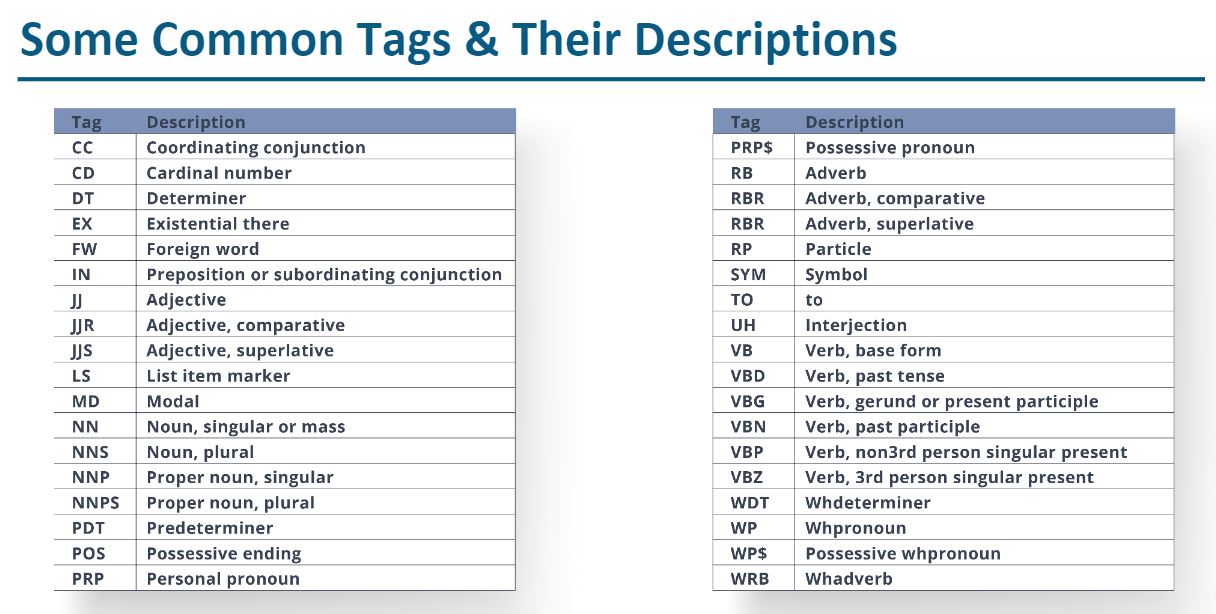 Some Common Tags & Their Descriptions
Tag Description
CC Coordinating conjunction
CD Cardinal number
DT Determiner
EX Existential there
FW Foreign word
IN Preposition or subordinating conjunction
JJ Adjective
JJR Adjective, comparative
JJS Adjective, superlative
LS List item marker
MD Modal
NN Noun, singular or mass
NNS Noun, plural
NNP Proper noun, singular
NNPS Proper noun, plural
PDT Predeterminer
POS Possessive ending
PRP Personal pronoun
Tag Description
PRP$ Possessive pronoun
RB Adverb
RBR Adverb, comparative
RBR Adverb, superlative
RP Particle
SYM Symbol
TO to
UH Interjection
VB Verb, base form
VBD Verb, past tense
VBG Verb, gerund or present participle
VBN Verb, past participle
VBP Verb, non3rd person singular present
VBZ Verb, 3rd person singular present
WDT Whdeterminer
WP Whpronoun
WP$ Possessive whpronoun
WRB Whadverb